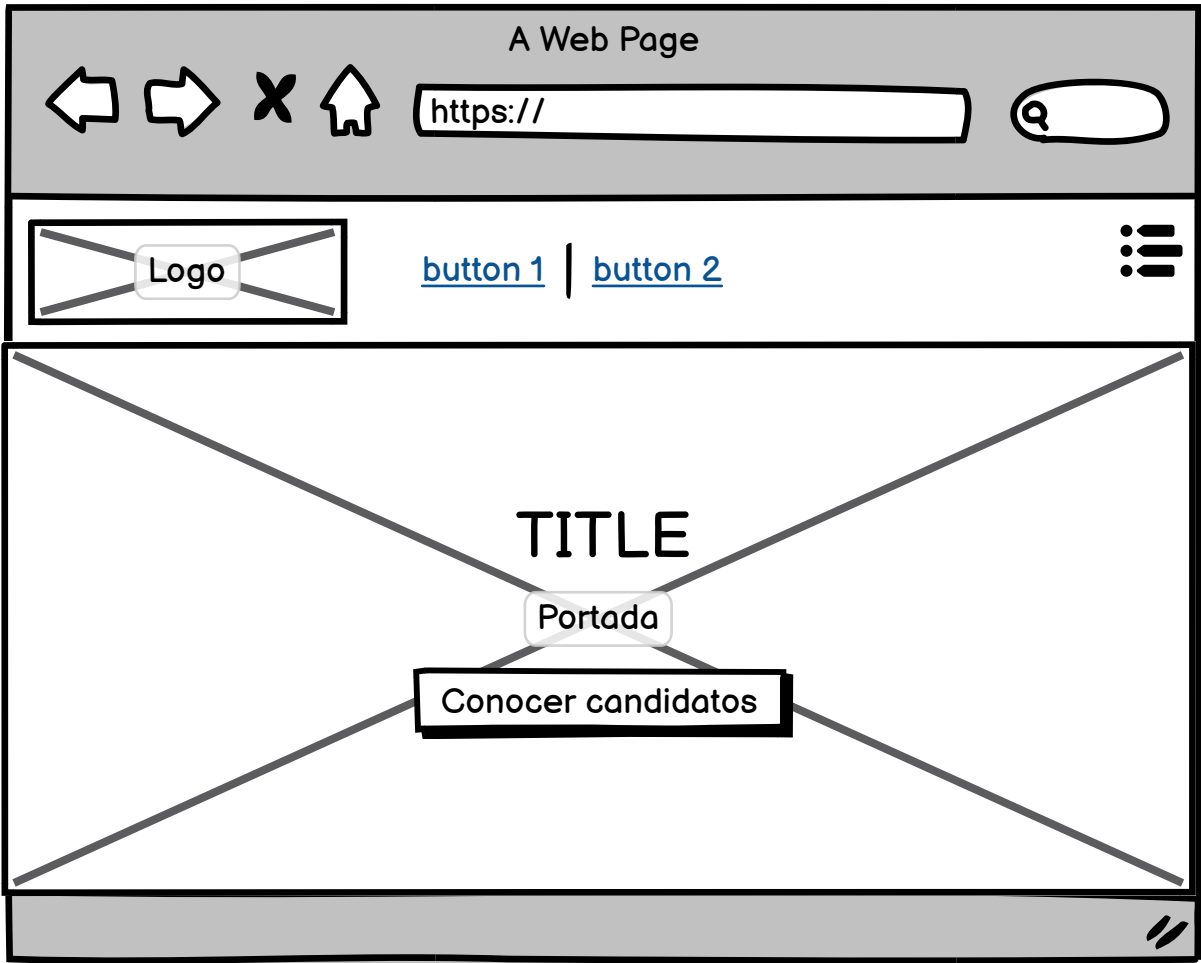 A Web Page
https://
Logo
button 1
button 2
TITLE
Portada
Conocer candidatos